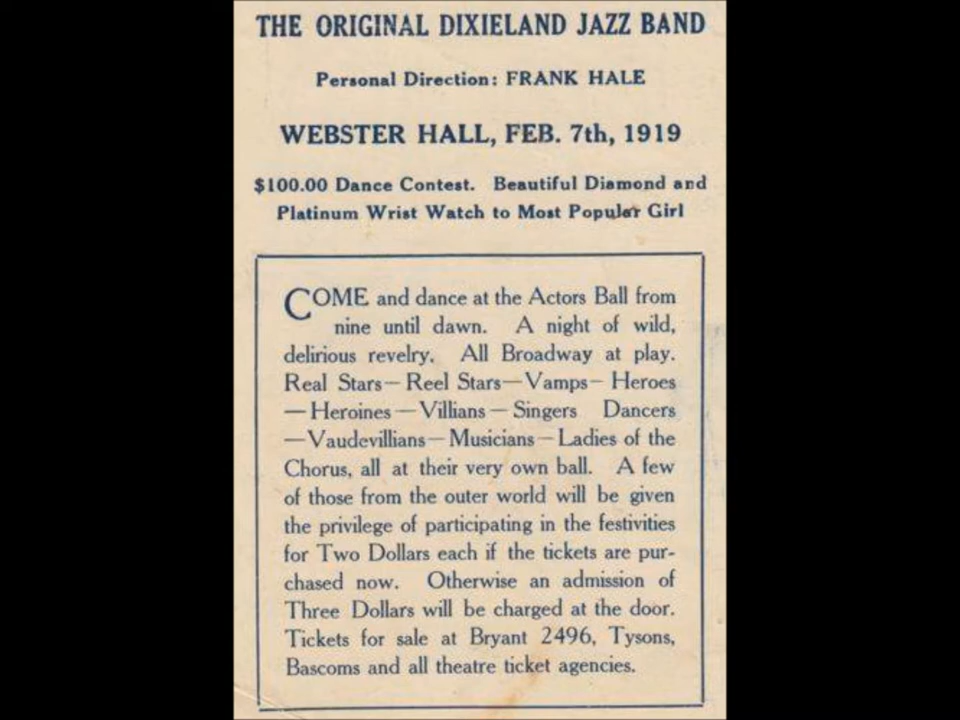 THE ORIGINAL DIXIELAND JAZZ BAND
Personal Direction: FRANK HALE
WEBSTER HALL, FEB. 7th, 1919
$100.00 Dance Contest. Beautiful Diamond and
Platinum Wrist Watch to Most Popular Girl
COME and dance at the Actors Ball from
nine until dawn. A night of wild,
delirious revelry. All Broadway at play.
Real Stars—Reel Stars—Vamps—Heroes
—Heroines—Villians—Singers Dancers
—Vaudevillians—Musicians—Ladies of the
Chorus, all at their very own ball. A few
of those from the outer world will be given
the privilege of participating in the festivities
for Two Dollars each if the tickets are pur-
chased now. Otherwise an admission of
Three Dollars will be charged at the door.
Tickets for sale at Bryant 2496, Tysons,
Bascoms and all theatre ticket agencies.